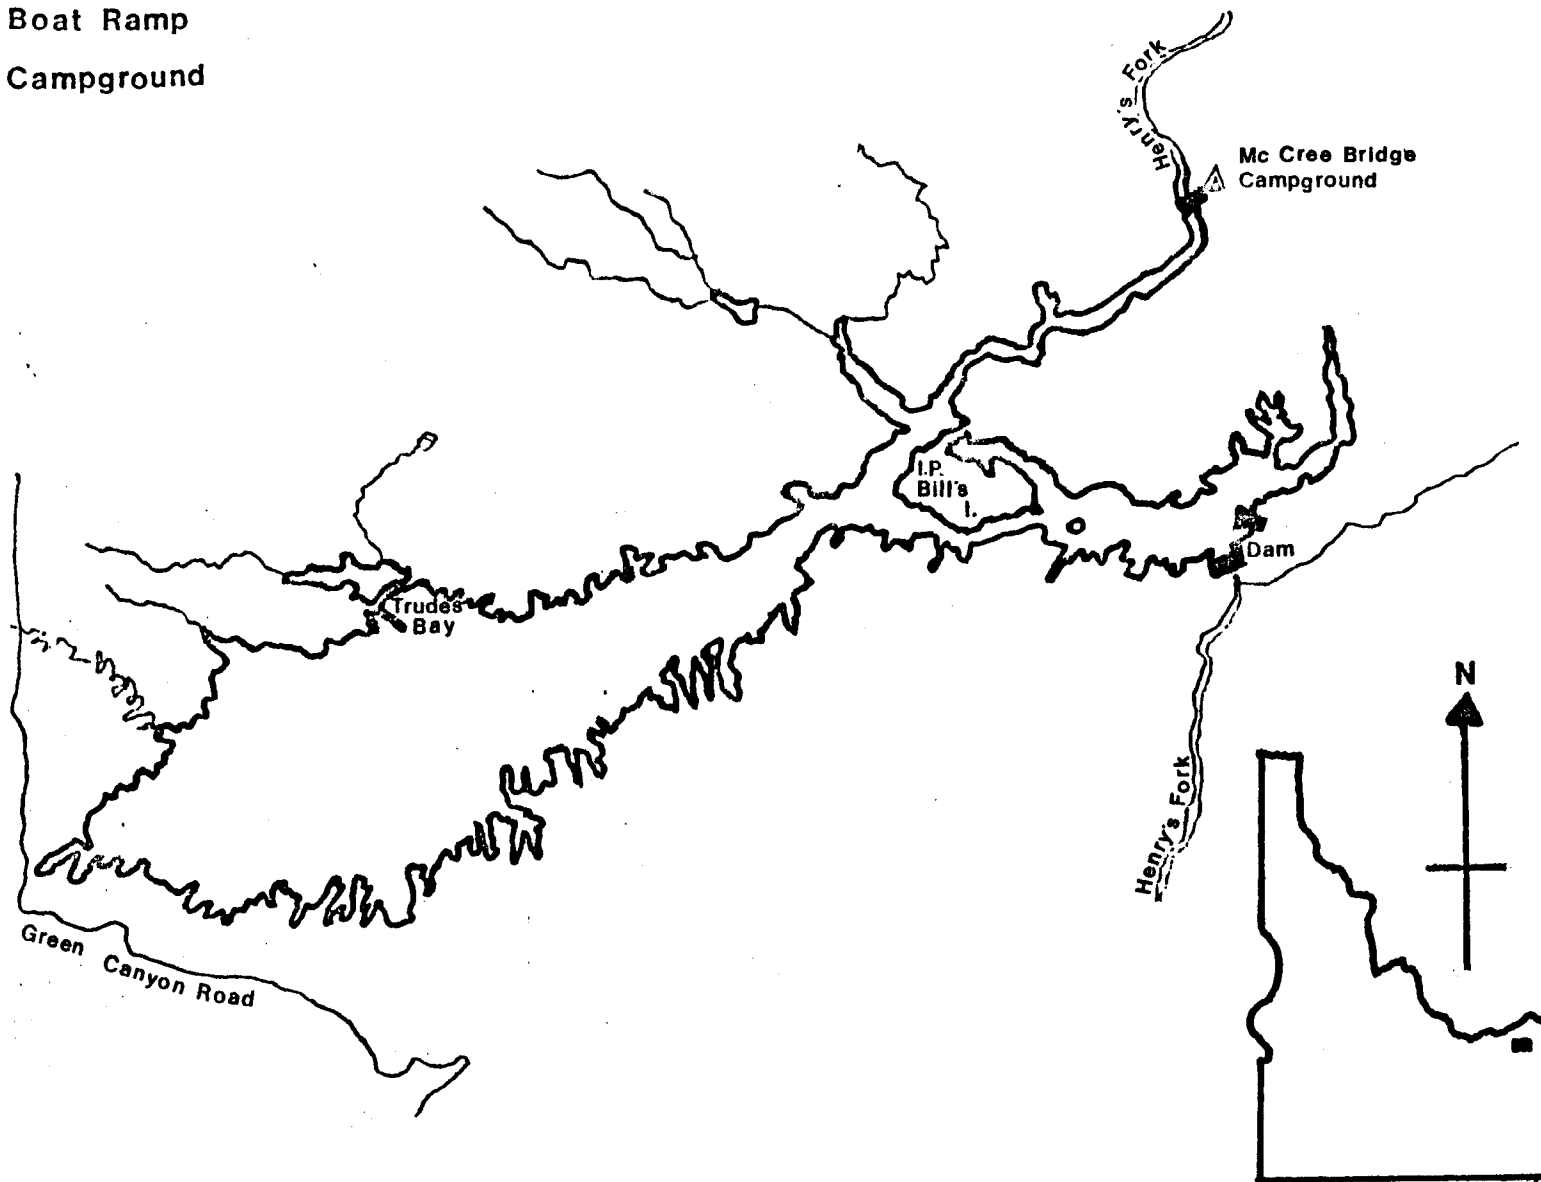 Boat Ramp
Campground
Henry's Fork
Mc Cree Bridge
Campground
I.P.
Bill's
I.
Dam
Trudes
Bay
N
Henry's Fork
Green Canyon Road